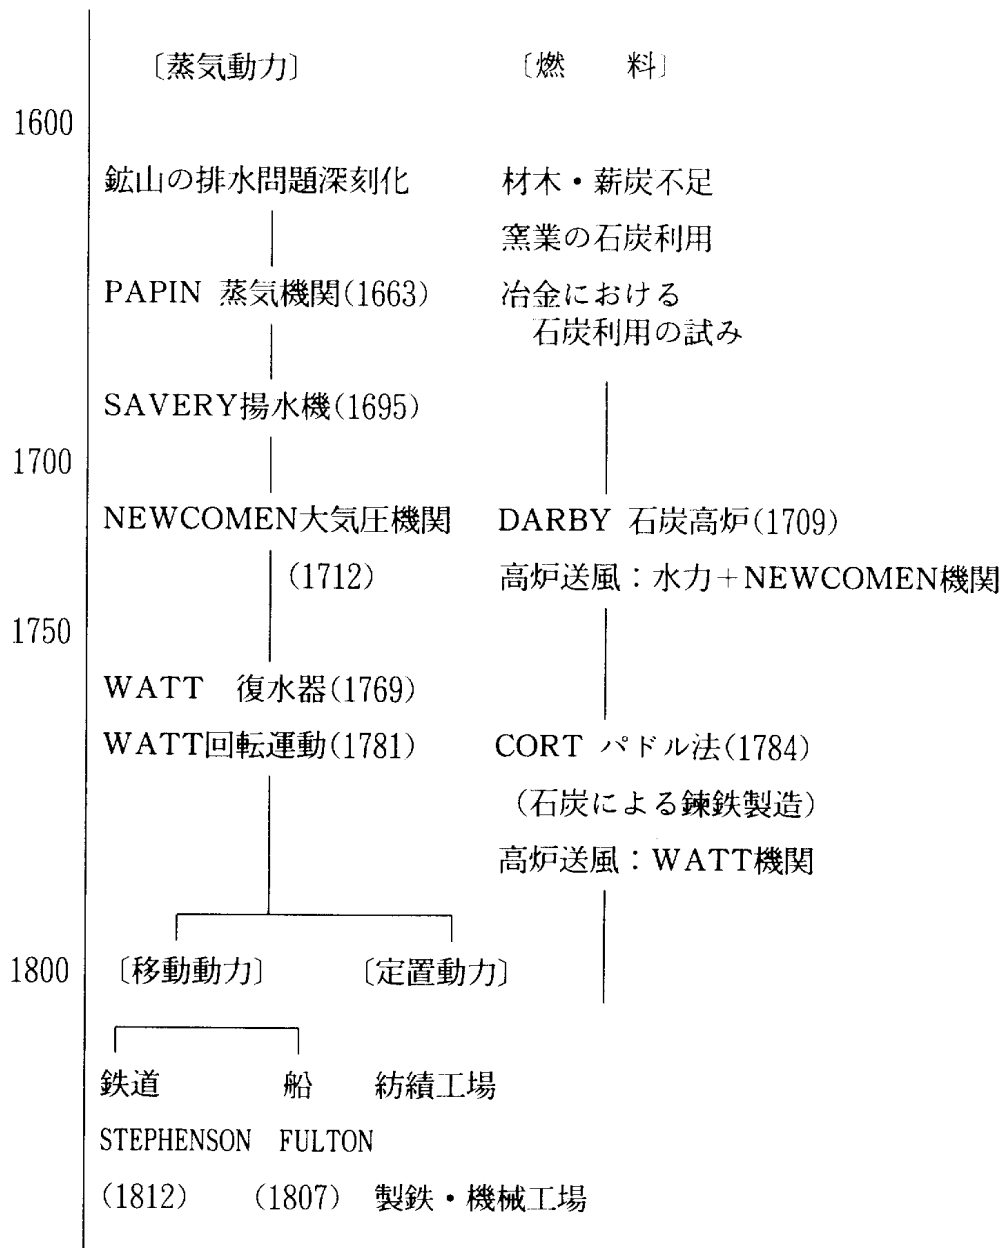 〔蒸気動力〕 〔燃 料〕
1600
鉱山の排水問題深刻化 材木・薪炭不足
窯業の石炭利用
PAPIN 蒸気機関(1663) 冶金における
石炭利用の試み
SAVERY揚水機(1695)
1700
NEWCOMEN大気圧機関 DARBY 石炭高炉(1709)
(1712) 高炉送風：水力+NEWCOMEN機関
1750
WATT 復水器(1769)
WATT回転運動(1781) CORT パドル法(1784)
(石炭による錬鉄製造)
高炉送風：WATT機関
1800 〔移動動力〕 〔定置動力〕
鉄道 船 紡績工場
STEPHENSON FULTON
(1812) (1807) 製鉄・機械工場